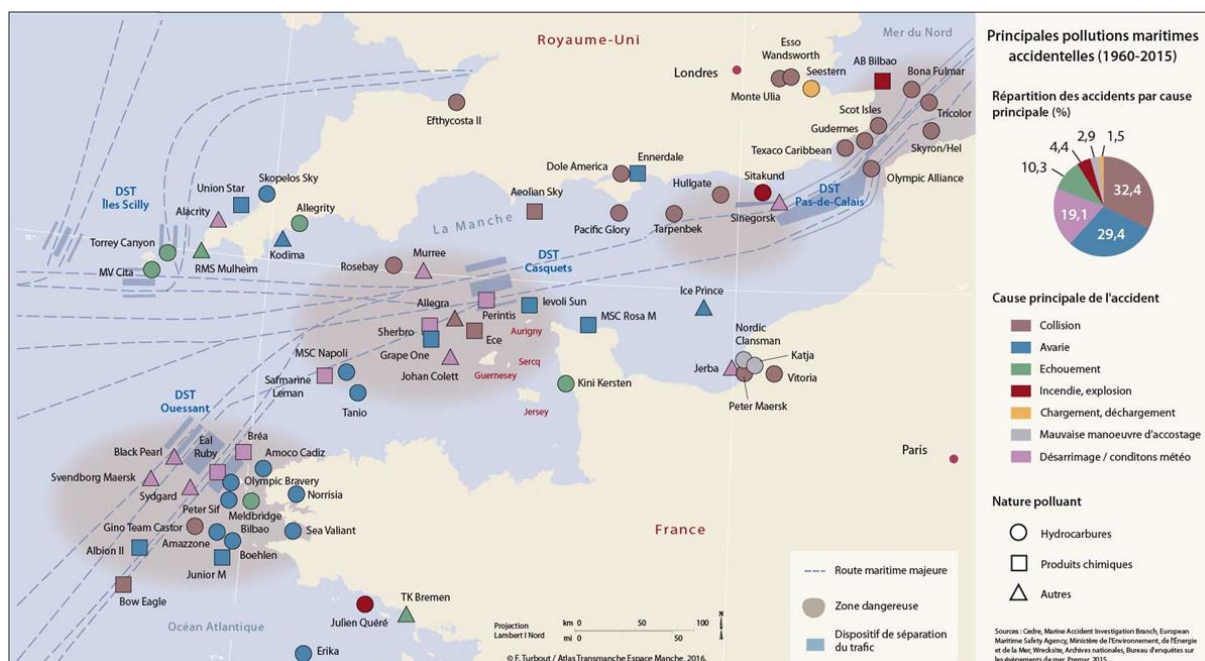 Principales pollutions maritimes
accidentelles (1960-2015)
Répartition des accidents par cause
principale (%)
1,5
2,9
4,4
10,3
32,4
19,1
29,4
Cause principale de l'accident
Collision
Avarie
Echouement
Incendie, explosion
Chargement, déchargement
Mauvaise manoeuvre d'accostage
Désarrimage / conditons météo
Nature polluant
Hydrocarbures
Produits chimiques
Autres
Sources : Cedre, Marine Accident Investigation Branch, European
Maritime Safety Agency, Ministère de l'Environnement, de l'Énergie
et de la Mer, Wrecksite, Archives nationales, Bureau d'enquêtes sur
les évènements de mer, Premar, 2015.
Mer du Nord
Royaume-Uni
Esso
Wandsworth
Londres
Seestern
AB Bilbao
Bona Fulmar
Monte Ulia
Efthycosta II
Scot Isles
Tricolor
Gudermes
Texaco Caribbean
Skyron/Hel
Dole America
Ennerdale
Olympic Alliance
DST
Îles Scilly
Union Star
Skopelos Sky
Aeolian Sky
Hullgate
Sitakund
DST
Pas-de-Calais
Alacrity
Allegrity
La Manche
Sinegorsk
Torrey Canyon
Pacific Glory
Tarpenbek
MV Cita
RMS Mulheim
Kodima
Murree
Rosebay
DST
Casquets
Allegra
Perintis
Ievoli Sun
Ice Prince
MSC Rosa M
Sherbro
Ece
Aurigny
Grape One
MSC Napoli
Johan Colett
Sercq
Guernesey
Nordic
Clansman
Katja
Jerba
Vitoria
Safmarine
Leman
Tanio
Kini Kersten
Peter Maersk
Jersey
DST
Ouessant
Eal
Ruby
Bréa
Black Pearl
Amoco Cadiz
Paris
Svendborg Maersk
Olympic Bravery
Sydgard
Norrisia
Peter Sif
Meldbridge
Gino Team Castor
Bilbao
Sea Valiant
Amazzone
France
Albion II
Boehlen
Junior M
Bow Eagle
TK Bremen
Julien Quéré
Océan Atlantique
Erika
Route maritime majeure
Zone dangereuse
Dispositif de séparation
du trafic
Projection
Lambert I Nord
km 0 50 100
mi 0 50
© F. Turbout / Atlas Transmanche Espace Manche, 2016.